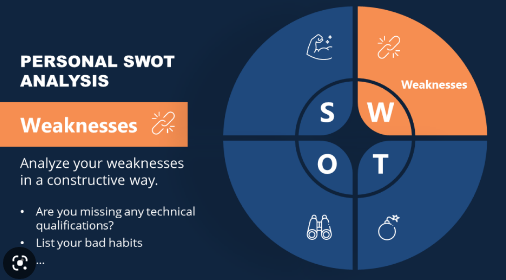 PERSONAL SWOT
ANALYSIS
Weaknesses
Analyze your weaknesses
in a constructive way.
• Are you missing any technical
qualifications?
• List your bad habits
...
Weaknesses
S W
O T